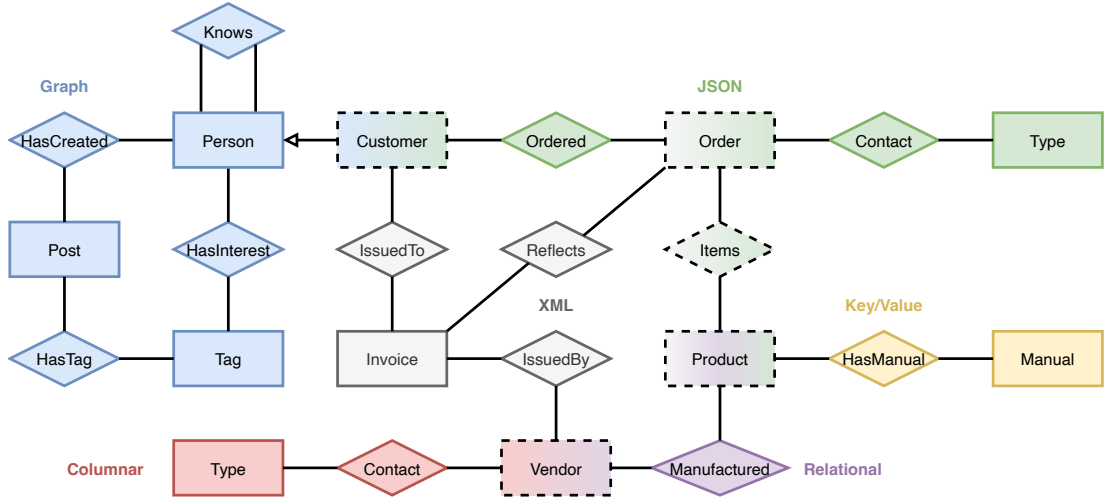 Knows
Graph
JSON
HasCreated
Person
Customer
Ordered
Order
Contact
Type
Post
HasInterest
IssuedTo
Reflects
Items
XML
Key/Value
HasTag
Tag
Invoice
IssuedBy
Product
HasManual
Manual
Columnar
Type
Contact
Vendor
Manufactured
Relational